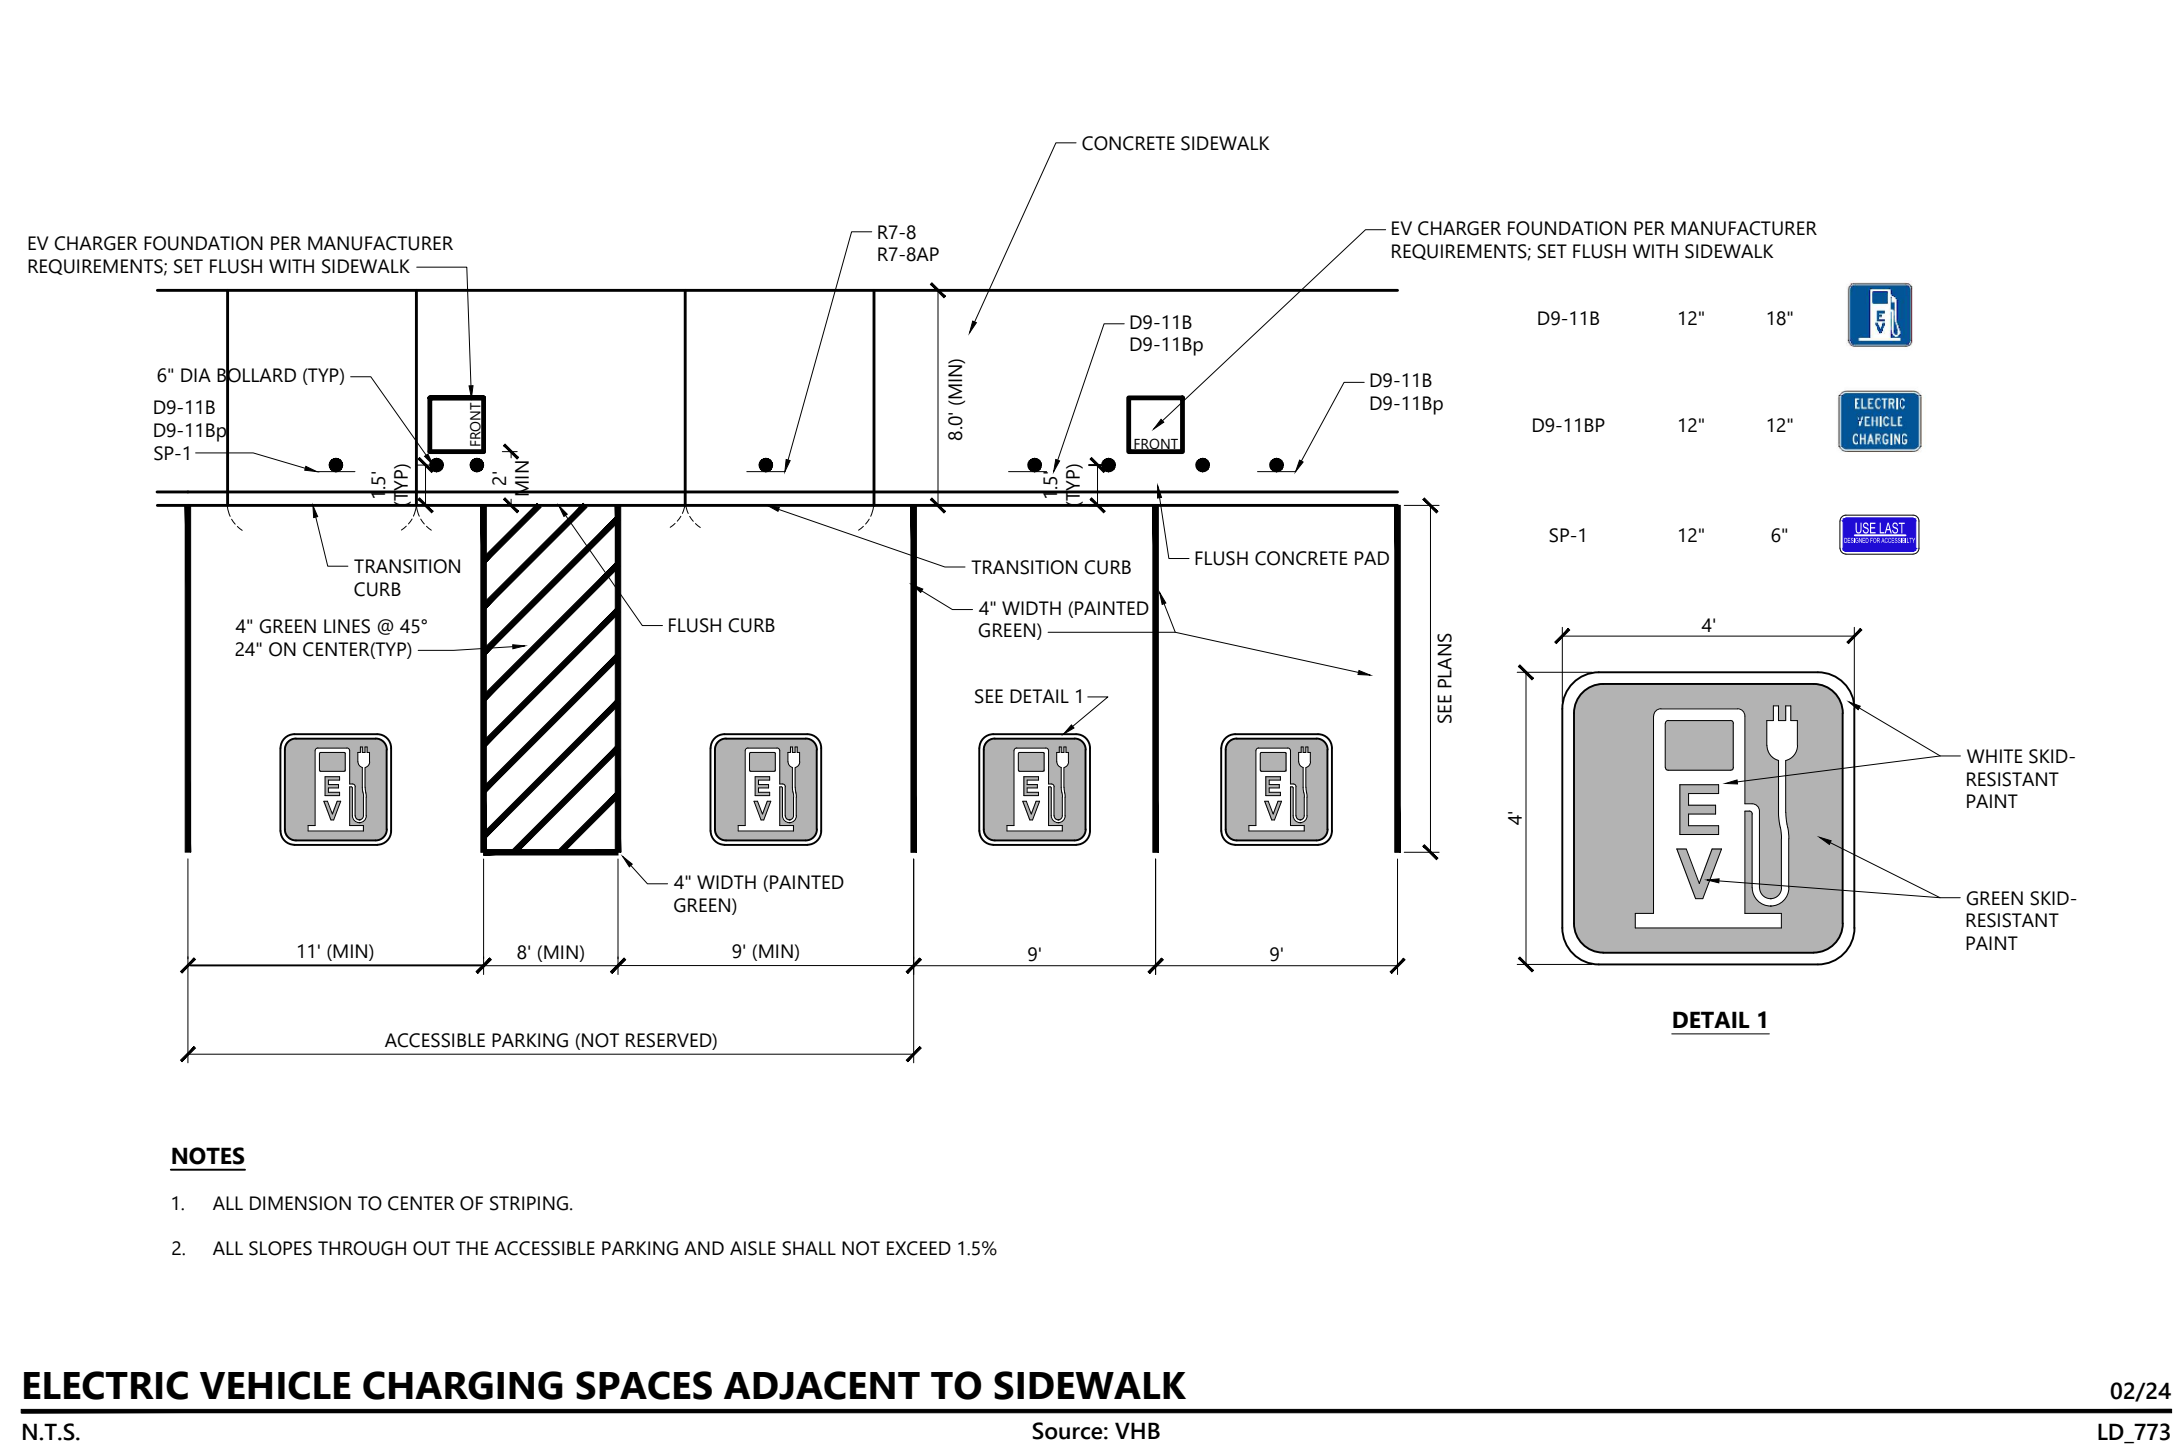 CONCRETE SIDEWALK
EV CHARGER FOUNDATION PER MANUFACTURER
REQUIREMENTS; SET FLUSH WITH SIDEWALK
R7-8
R7-8AP
EV CHARGER FOUNDATION PER MANUFACTURER
REQUIREMENTS; SET FLUSH WITH SIDEWALK
6" DIA BOLLARD (TYP)
D9-11B
D9-11Bp
SP-1
FRONT
1.5'
(TYP)
2'
MIN
8.0' (MIN)
D9-11B
D9-11Bp
FRONT
1.5'
(TYP)
D9-11B
D9-11Bp
D9-11B 12" 18"
E
V
D9-11BP 12" 12"
ELECTRIC
VEHICLE
CHARGING
SP-1 12" 6"
USE LAST
DESIGNED FOR ACCESSIBILTY
TRANSITION
CURB
4" GREEN LINES @ 45°
24" ON CENTER(TYP)
FLUSH CURB
TRANSITION CURB
FLUSH CONCRETE PAD
4" WIDTH (PAINTED
GREEN)
SEE PLANS
SEE DETAIL 1
E
V
E
V
E
V
E
V
4" WIDTH (PAINTED
GREEN)
11' (MIN)
8' (MIN)
9' (MIN)
9'
9'
ACCESSIBLE PARKING (NOT RESERVED)
4'
4'
E
V
WHITE SKID-
RESISTANT
PAINT
GREEN SKID-
RESISTANT
PAINT
DETAIL 1
NOTES
1. ALL DIMENSION TO CENTER OF STRIPING.
2. ALL SLOPES THROUGH OUT THE ACCESSIBLE PARKING AND AISLE SHALL NOT EXCEED 1.5%
ELECTRIC VEHICLE CHARGING SPACES ADJACENT TO SIDEWALK
02/24
N.T.S.
Source: VHB
LD_773